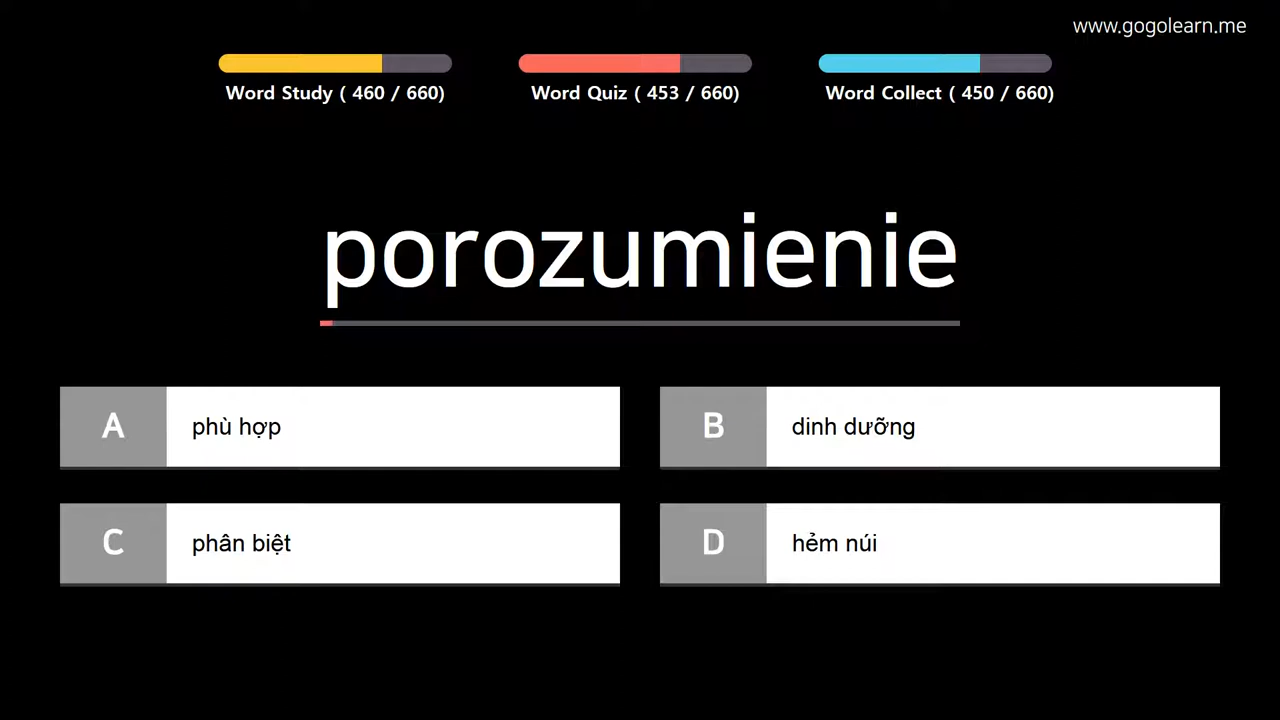 www.gogolearn.me
Word Study ( 460 / 660)
Word Quiz ( 453 / 660)
Word Collect ( 450 / 660)
porozumienie
A
phù hợp
B
dinh dưỡng
C
phân biệt
D
hẻm núi